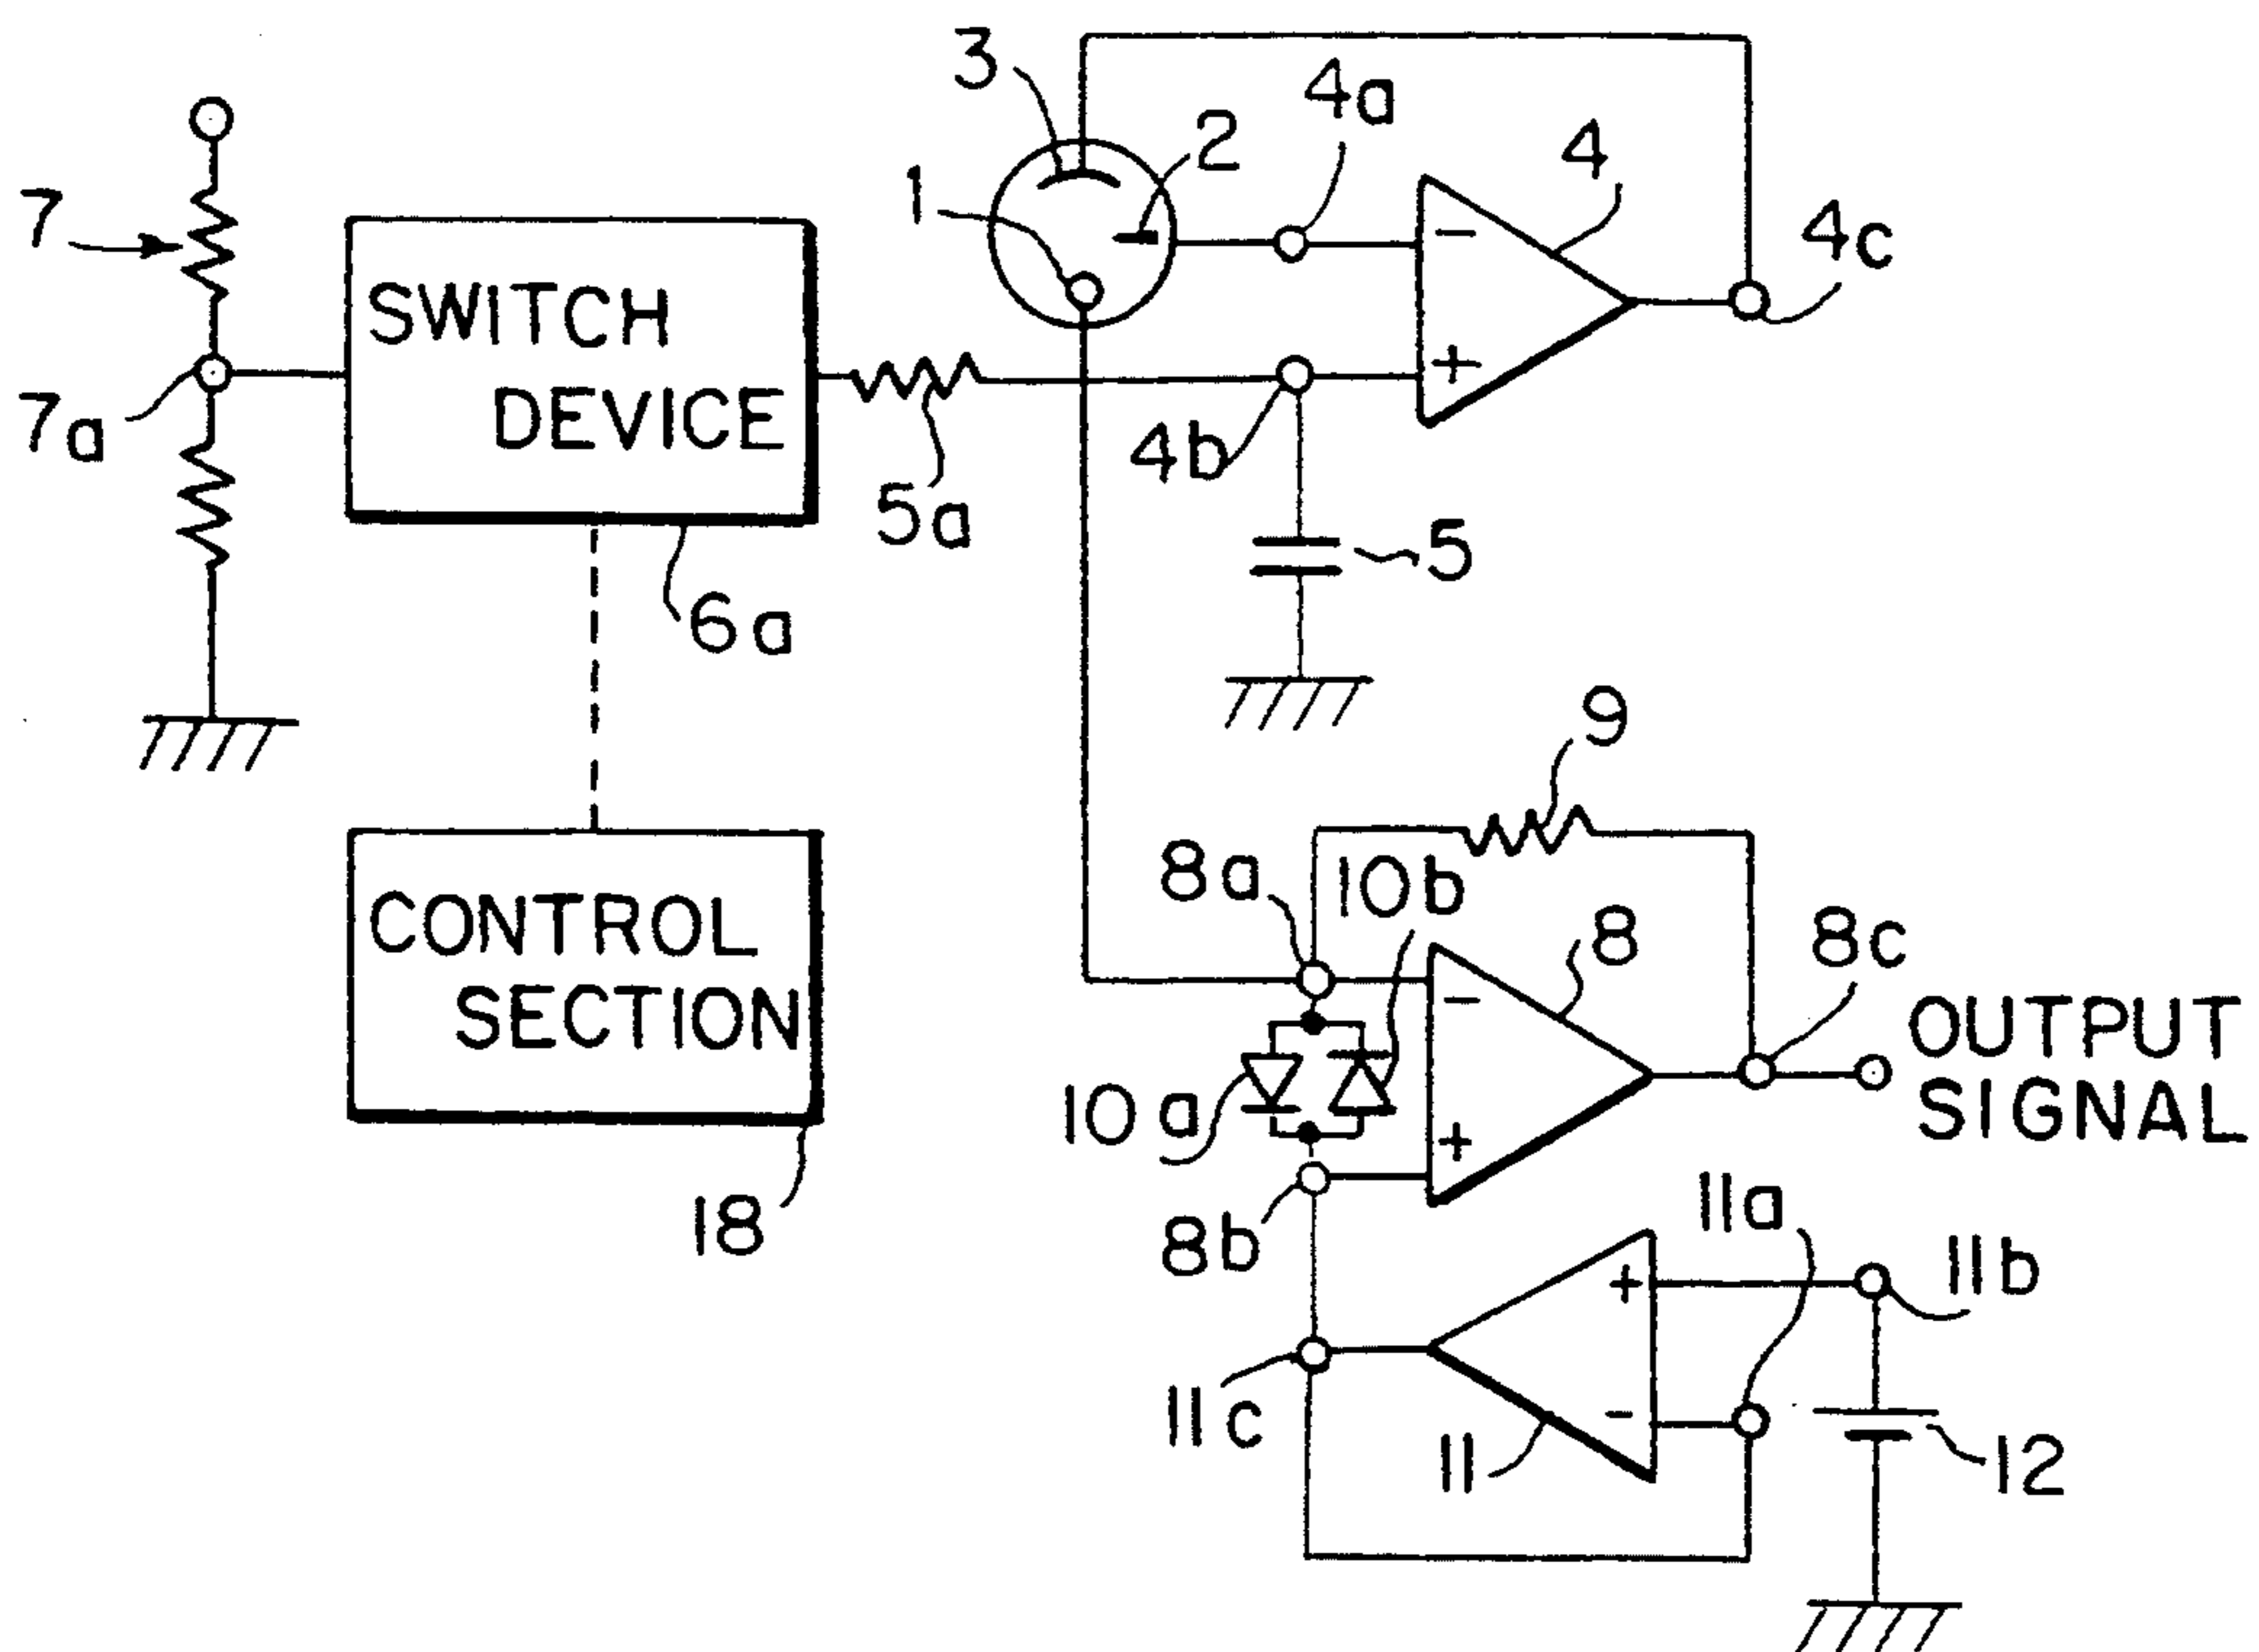 3
4a
2
4
1
4c
7
SWITCH
DEVICE
7a
4b
5a
5
6a
9
8a
10b
8
8c
CONTROL
SECTION
OUTPUT
SIGNAL
10a
18
8b
11a
11b
11c
11
12
-
+
-
+
+
-